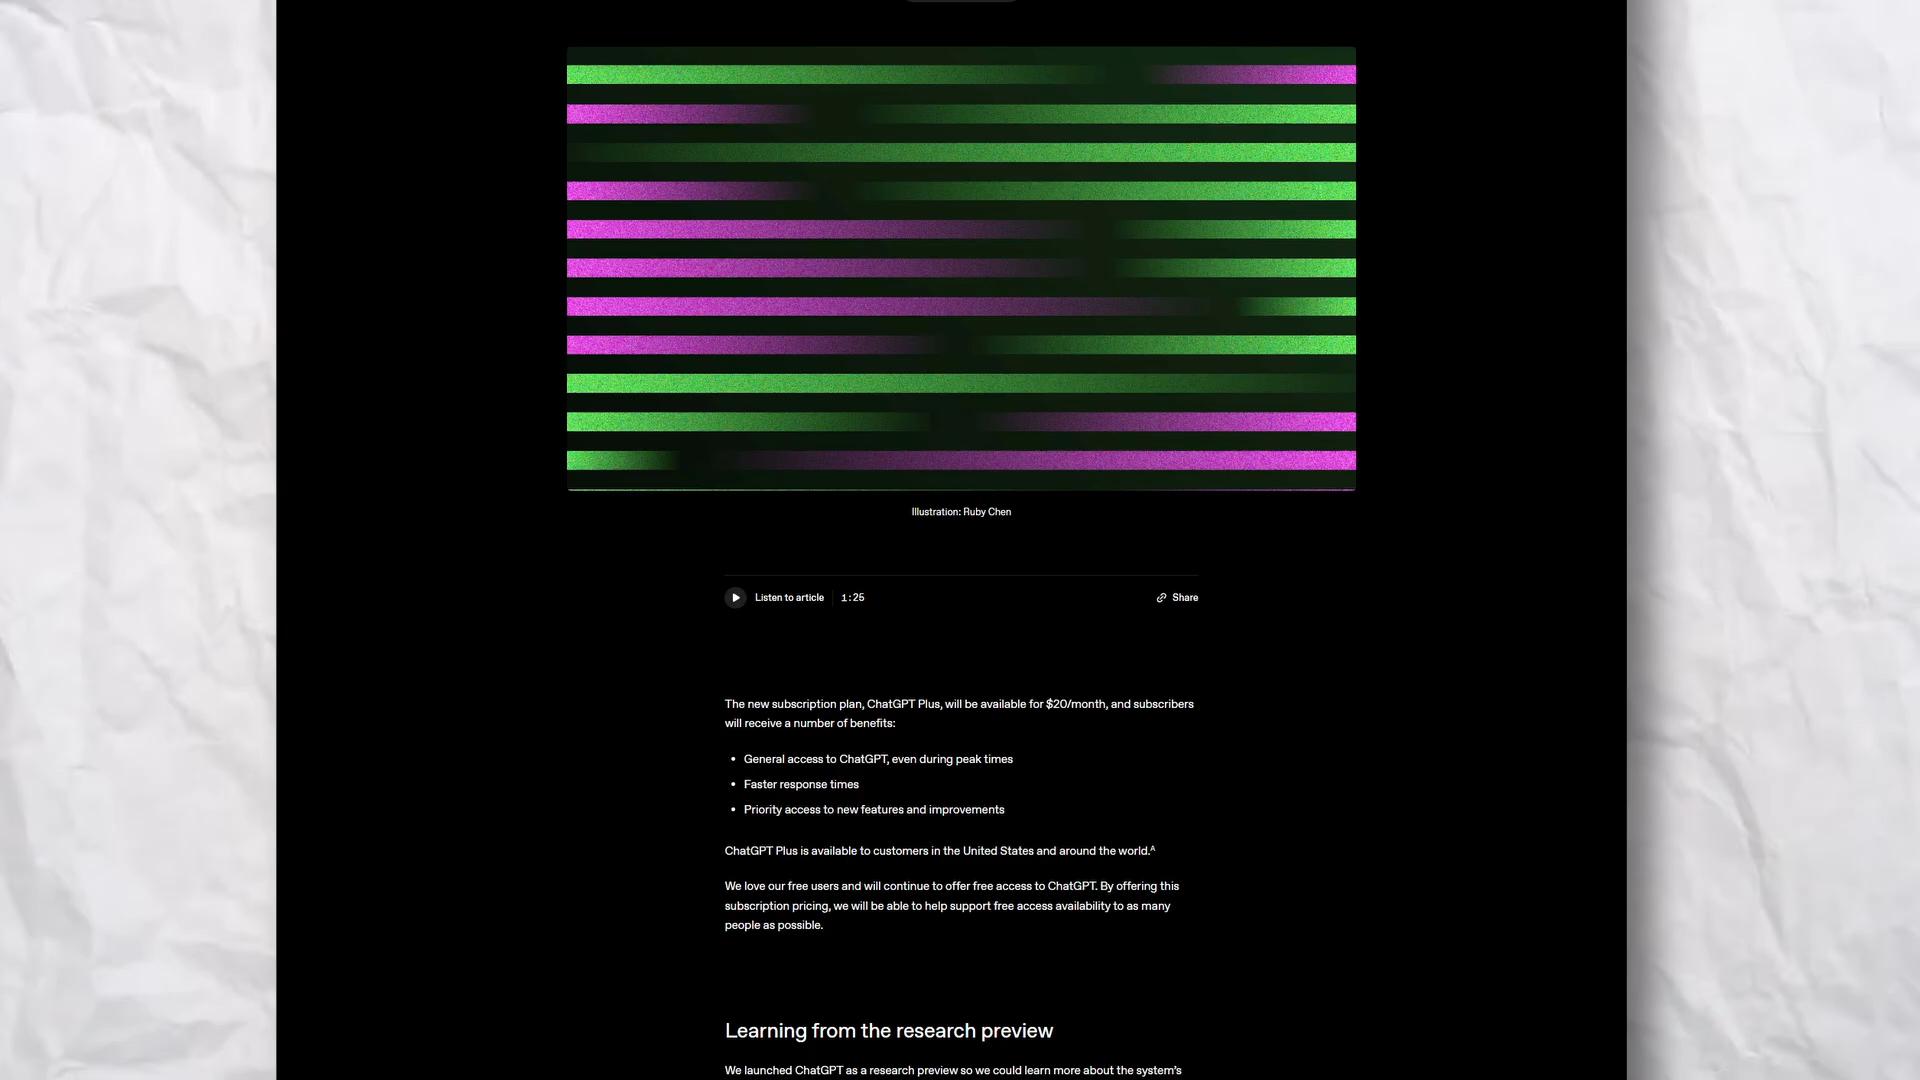 Illustration: Ruby Chen
Listen to article 1:25 Share
The new subscription plan, ChatGPT Plus, will be available for $20/month, and subscribers
will receive a number of benefits:
• General access to ChatGPT, even during peak times
• Faster response times
• Priority access to new features and improvements
ChatGPT Plus is available to customers in the United States and around the world.ᴬ
We love our free users and will continue to offer free access to ChatGPT. By offering this
subscription pricing, we will be able to help support free access availability to as many
people as possible.
Learning from the research preview
We launched ChatGPT as a research preview so we could learn more about the system’s